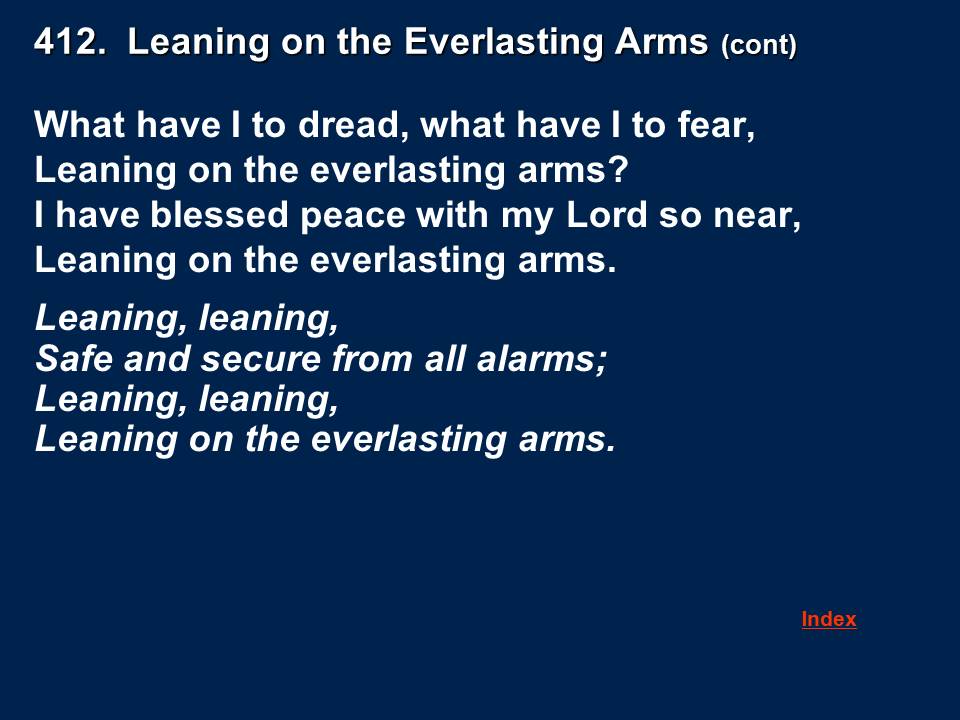 412. Leaning on the Everlasting Arms (cont)
What have I to dread, what have I to fear,
Leaning on the everlasting arms?
I have blessed peace with my Lord so near,
Leaning on the everlasting arms.
Leaning, leaning,
Safe and secure from all alarms;
Leaning, leaning,
Leaning on the everlasting arms.
Index